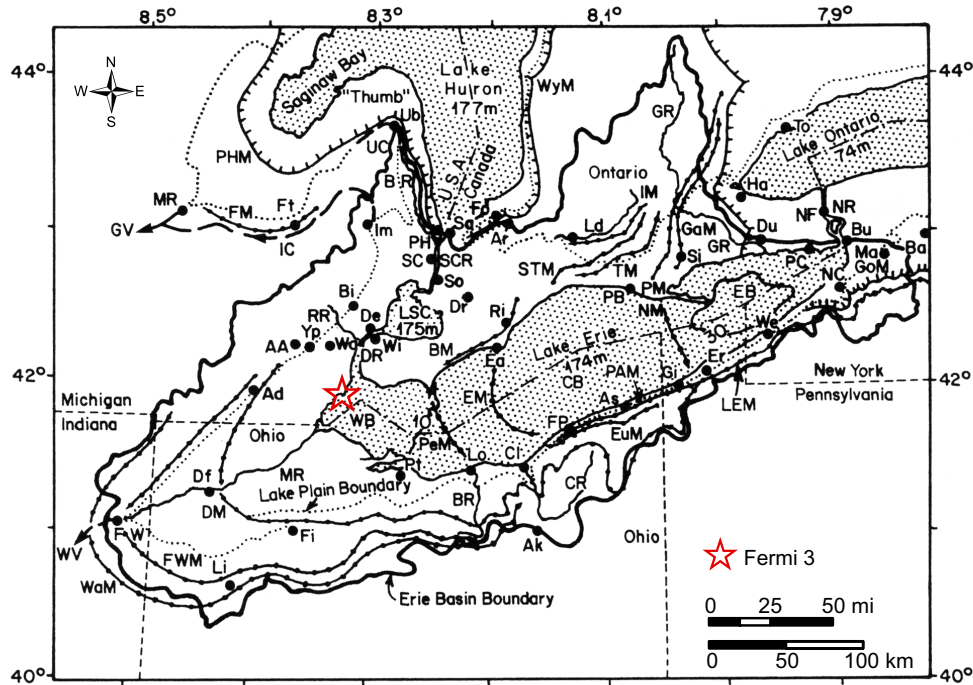 8,5° 8,3° 8,1° 7,9°
44° 44°
N
W E
S
Saginaw Bay
"Thumb"
Lake
Huron
177m
WyM
GR
To
Lake Ontario
74m
Ub
UC
PHM
BR
U.S.A.
Canada
Ontario
IM
Ha
MR
FM
Ft
GV
IC
Im
PH
Sa
Fo
Ar
Ld
GaM
GR
Du
NF
NR
Bu
Ba
SC
SCR
STM
TM
Si
PC
Ma
GoM
So
Dr
PB
PM
NC
EB
Bi
De
LSC
175m
RR
Yp
AA
Wa
DR
Wi
Ri
BM
Ea
NM
Lake Erie
174m
CB
PAM
SO
We
Er
Gi
42° 42°
New York
Pennsylvania
LEM
Michigan
Indiana
Ad
Ohio
WB
IO
EM
PeM
As
FP
EuM
Df
MR
Lake Plain Boundary
Pt
Lo
Cl
BR
CR
DM
F W
Fi
Ak
Ohio
WV
FWM
WaM
Li
Erie Basin Boundary
Fermi 3
0 25 50 mi
0 50 100 km
40° 40°